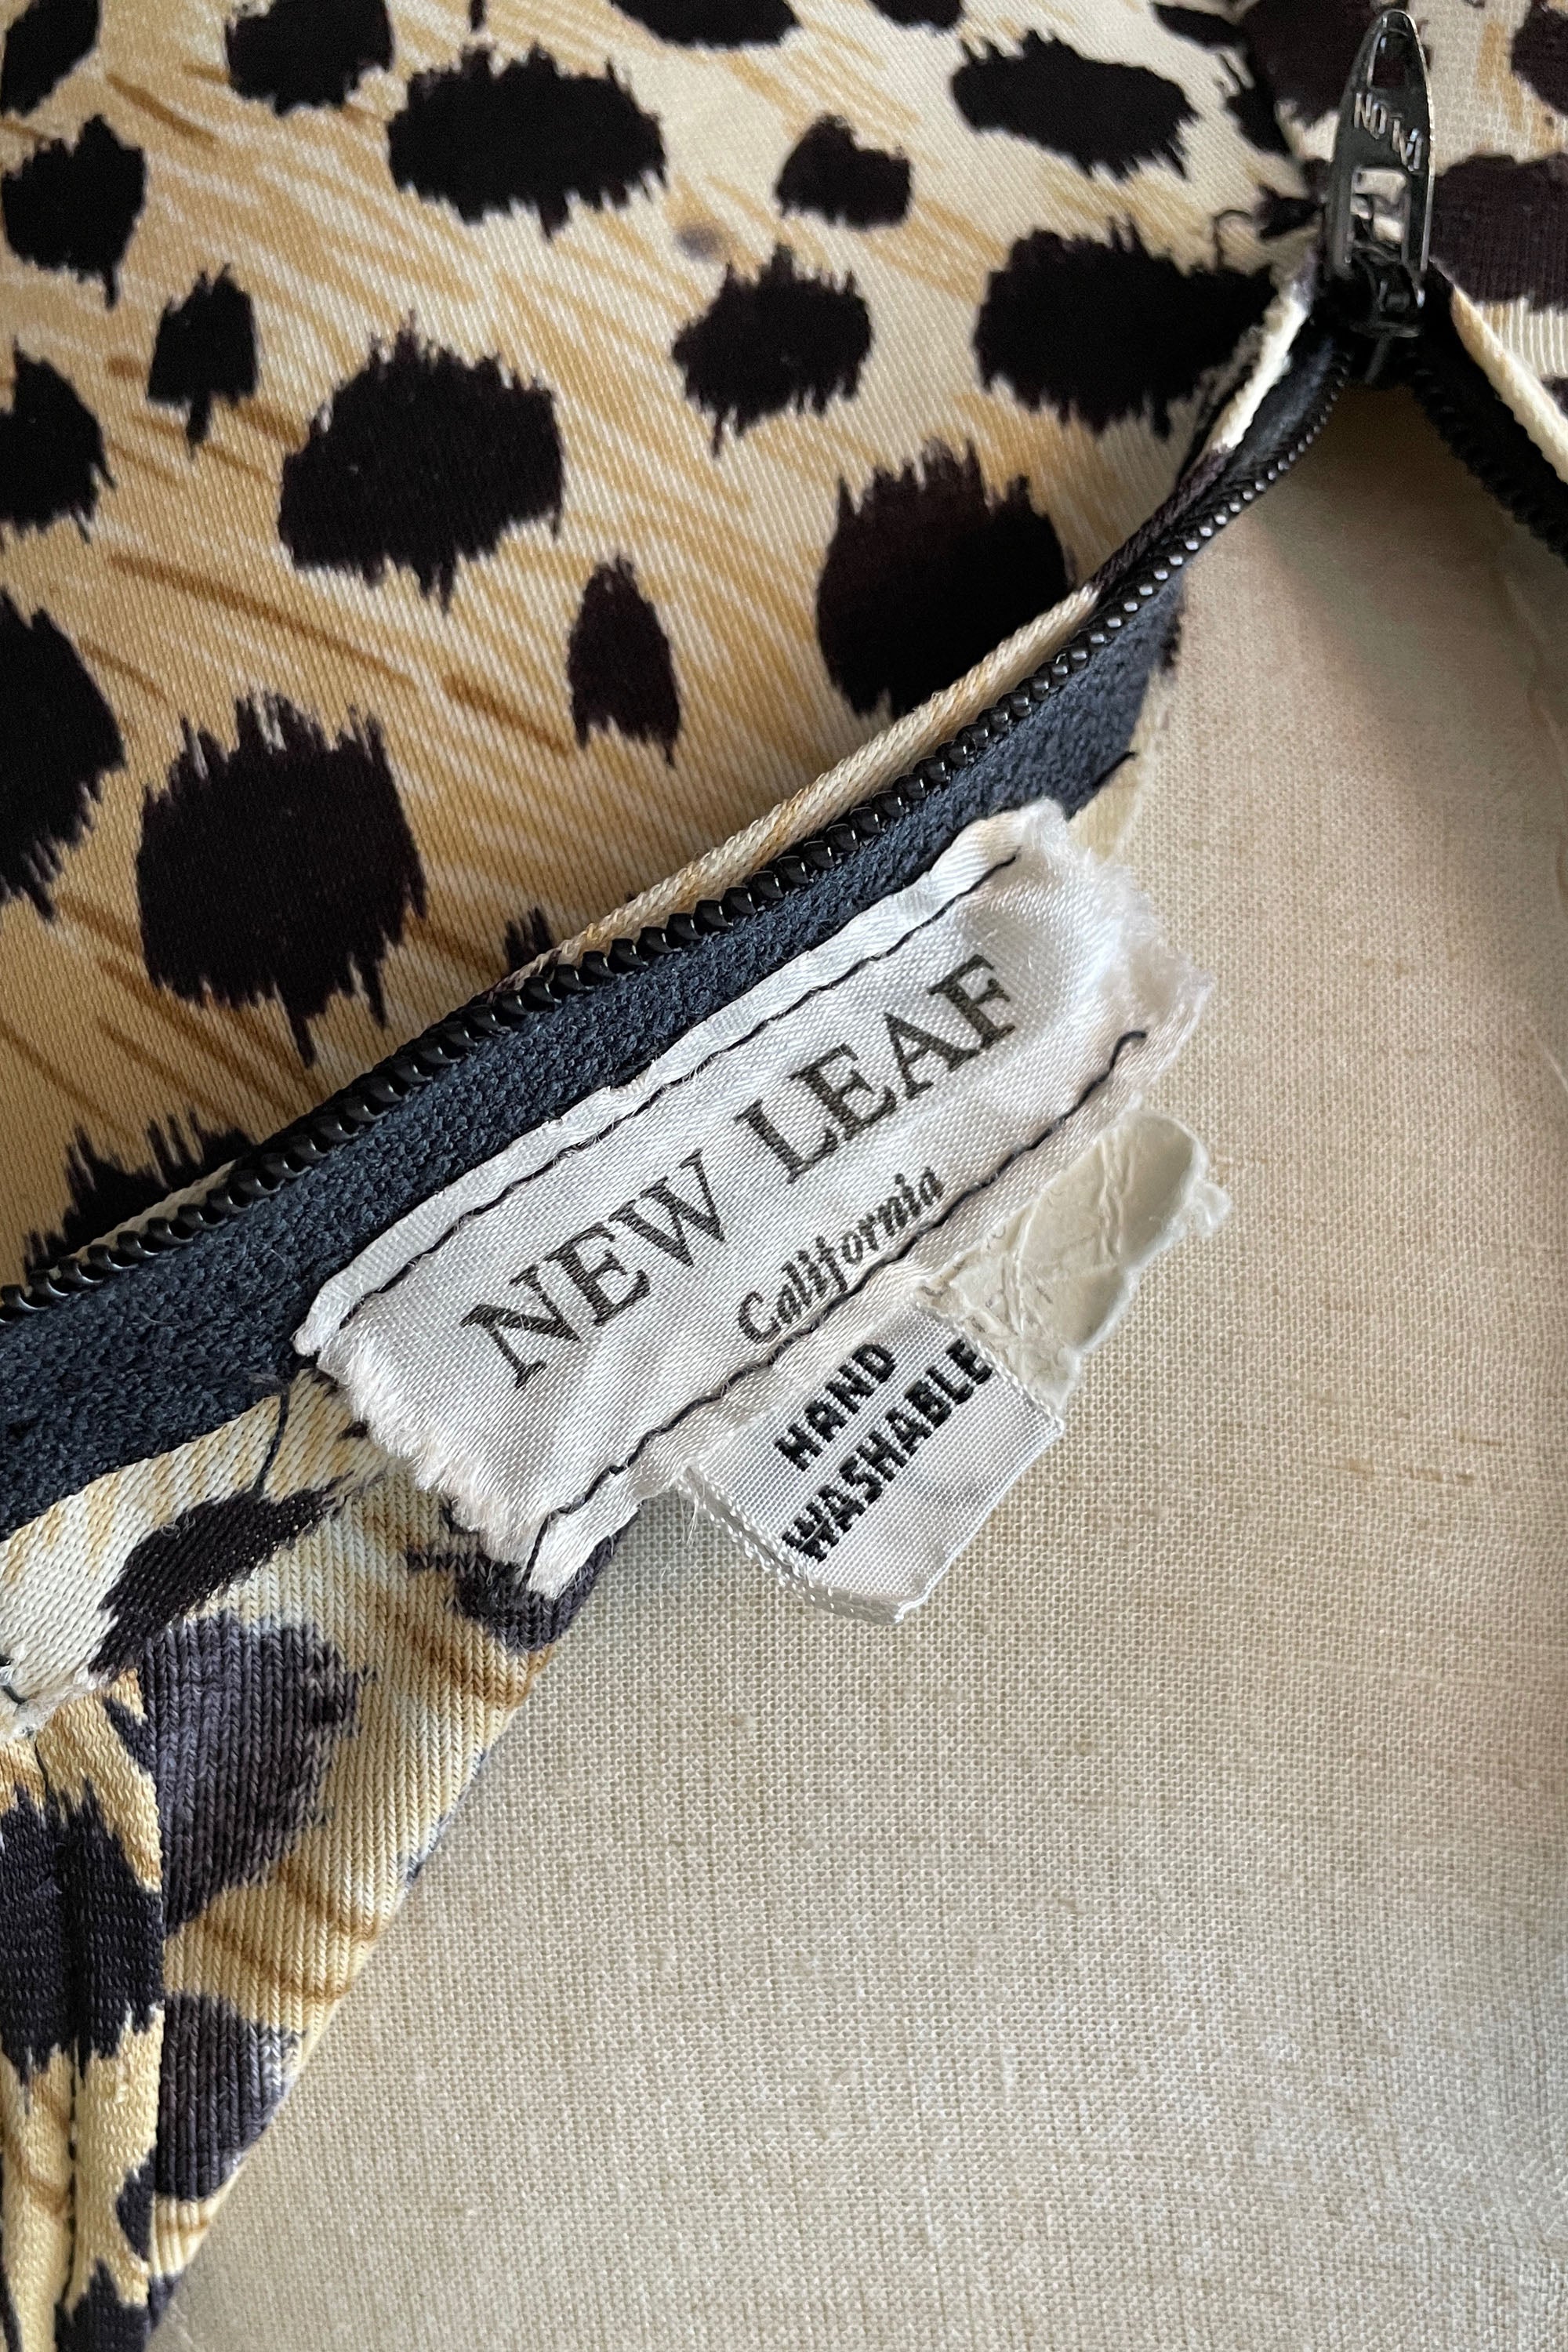 TALON
NEW LEAF
California
HAND
WASHABLE